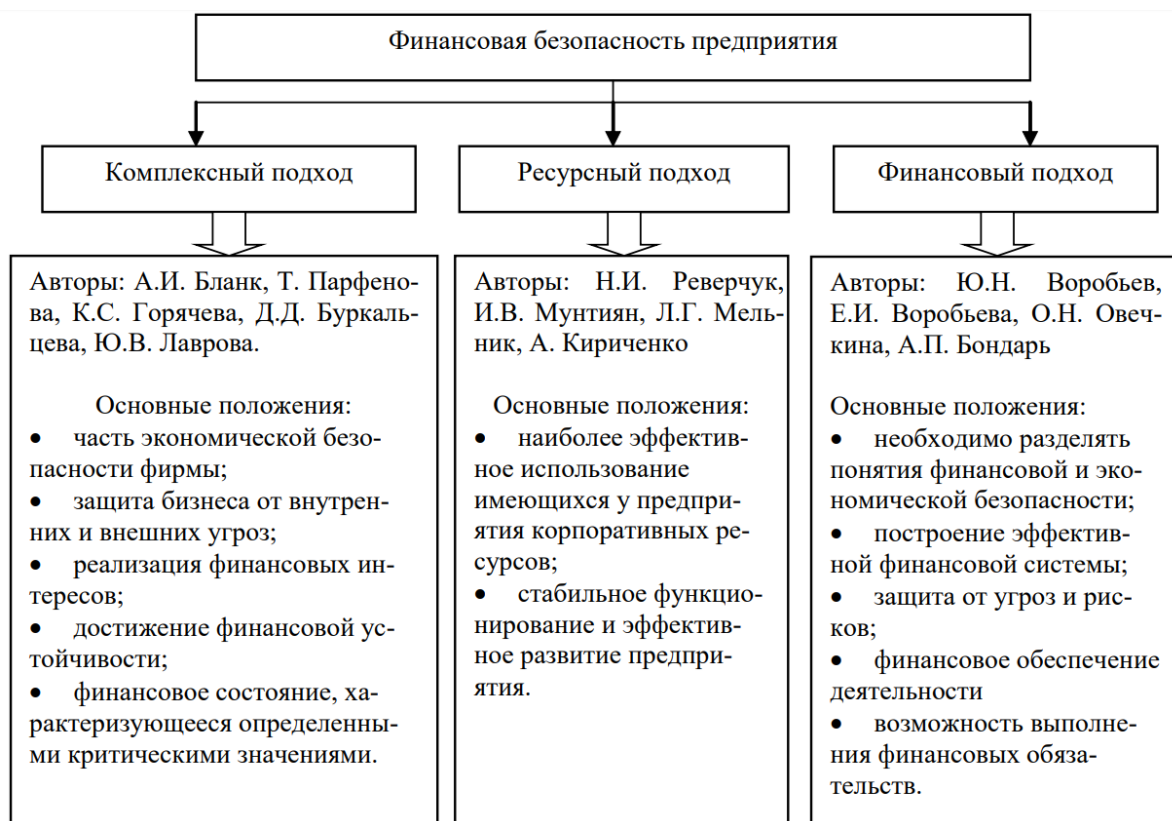 Финансовая безопасность предприятия
Комплексный подход
Ресурсный подход
Финансовый подход
Авторы: А.И. Бланк, Т. Парфено-
ва, К.С. Горячева, Д.Д. Буркаль-
цева, Ю.В. Лаврова.
Основные положения:
• часть экономической безо-
пасности фирмы;
• защита бизнеса от внутрен-
них и внешних угроз;
• реализация финансовых ин-
тересов;
• достижение финансовой ус-
тойчивости;
• финансовое состояние, ха-
рактеризующееся определенны-
ми критическими значениями.
Авторы: Н.И. Реверчук,
И.В. Мунтиян, Л.Г. Мель-
ник, А. Кириченко
Основные положения:
• наиболее эффектив-
ное использование
имеющихся у предпри-
ятия корпоративных ре-
сурсов;
• стабильное функцио-
нирование и эффектив-
ное развитие предпри-
ятия.
Авторы: Ю.Н. Воробьев,
Е.И. Воробьева, О.Н. Овеч-
кина, А.П. Бондарь
Основные положения:
• необходимо разделять
понятия финансовой и эко-
номической безопасности;
• построение эффектив-
ной финансовой системы;
• защита от угроз и рис-
ков;
• финансовое обеспечение
деятельности
• возможность выполне-
ния финансовых обяза-
тельств.